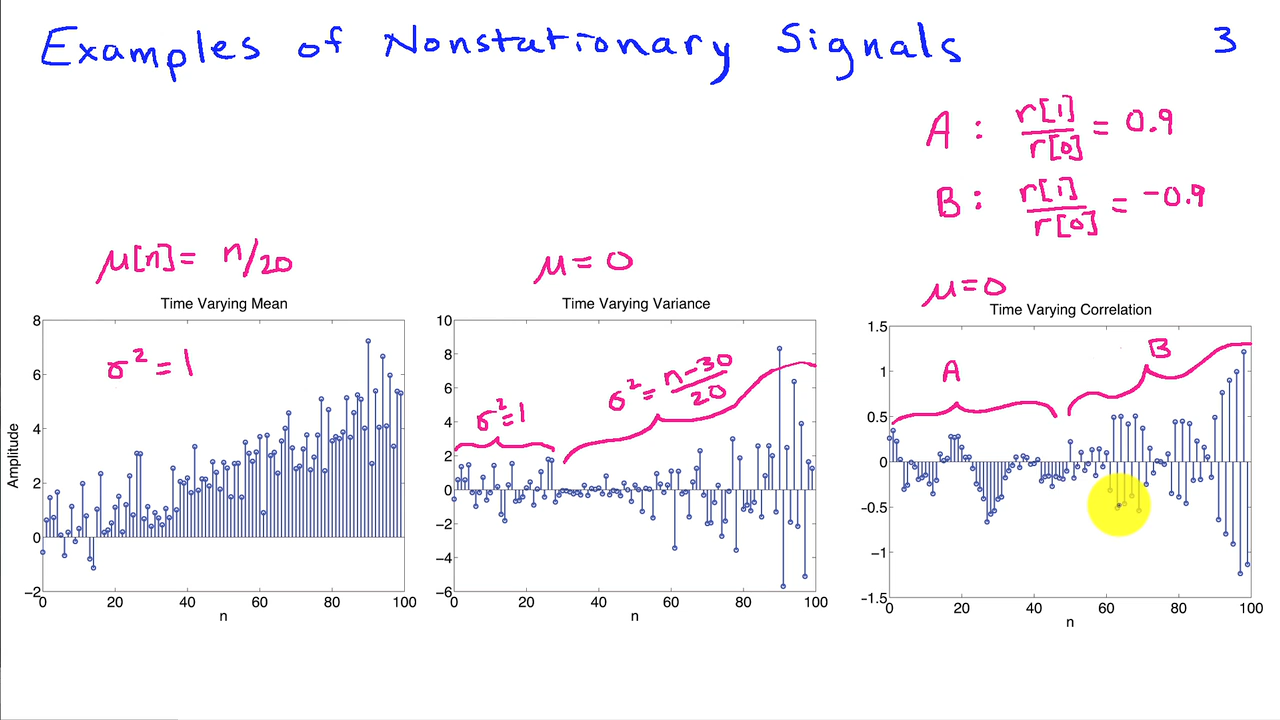 Examples of Nonstationary Signals 3
A : r[1]/r[0] = 0.9
B : r[1]/r[0] = -0.9
μ[n] = n/20
Time Varying Mean
σ² = 1
Amplitude
8
6
4
2
0
−2
0 20 40 60 80 100
n
μ = 0
Time Varying Variance
σ² = 1
σ² = n-30/20
10
8
6
4
2
0
−2
−4
−6
0 20 40 60 80 100
n
μ = 0
Time Varying Correlation
A
B
1.5
1
0.5
0
−0.5
−1
−1.5
0 20 40 60 80 100
n